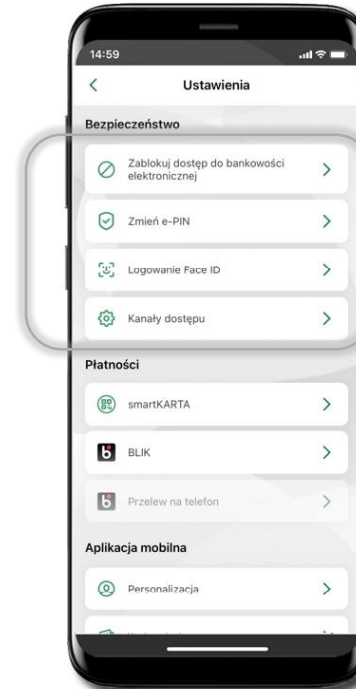 14:59
Ustawienia
Bezpieczeństwo
Zablokuj dostęp do bankowości
elektronicznej
Zmień e-PIN
Logowanie Face ID
Kanały dostępu
Płatności
smartKARTA
BLIK
Przelew na telefon
Aplikacja mobilna
Personalizacja